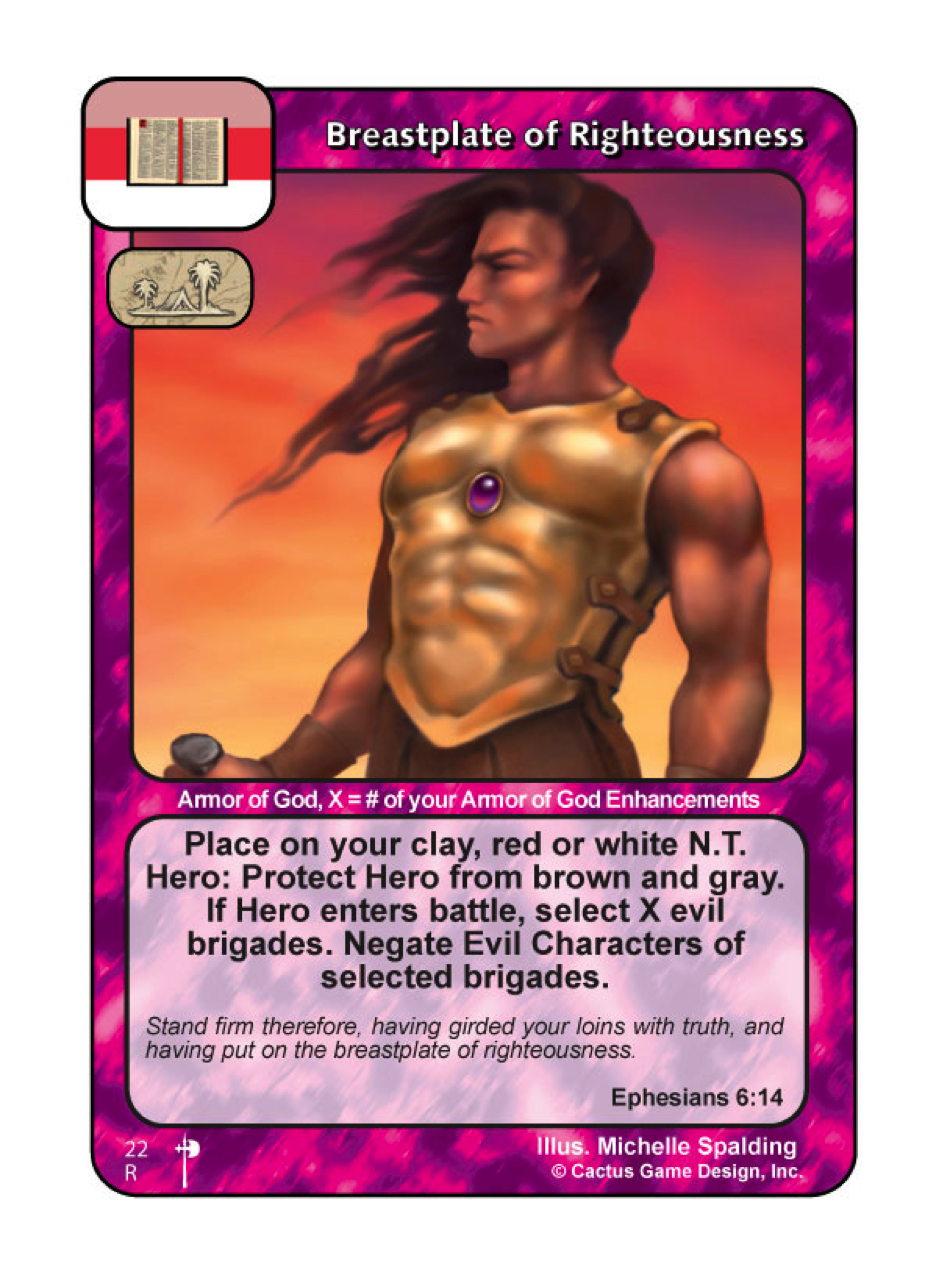 Breastplate of Righteousness
Armor of God, X = # of your Armor of God Enhancements
Place on your clay, red or white N.T.
Hero: Protect Hero from brown and gray.
If Hero enters battle, select X evil
brigades. Negate Evil Characters of
selected brigades.
Stand firm therefore, having girded your loins with truth, and
having put on the breastplate of righteousness.
Ephesians 6:14
22
R
Illus. Michelle Spalding
© Cactus Game Design, Inc.